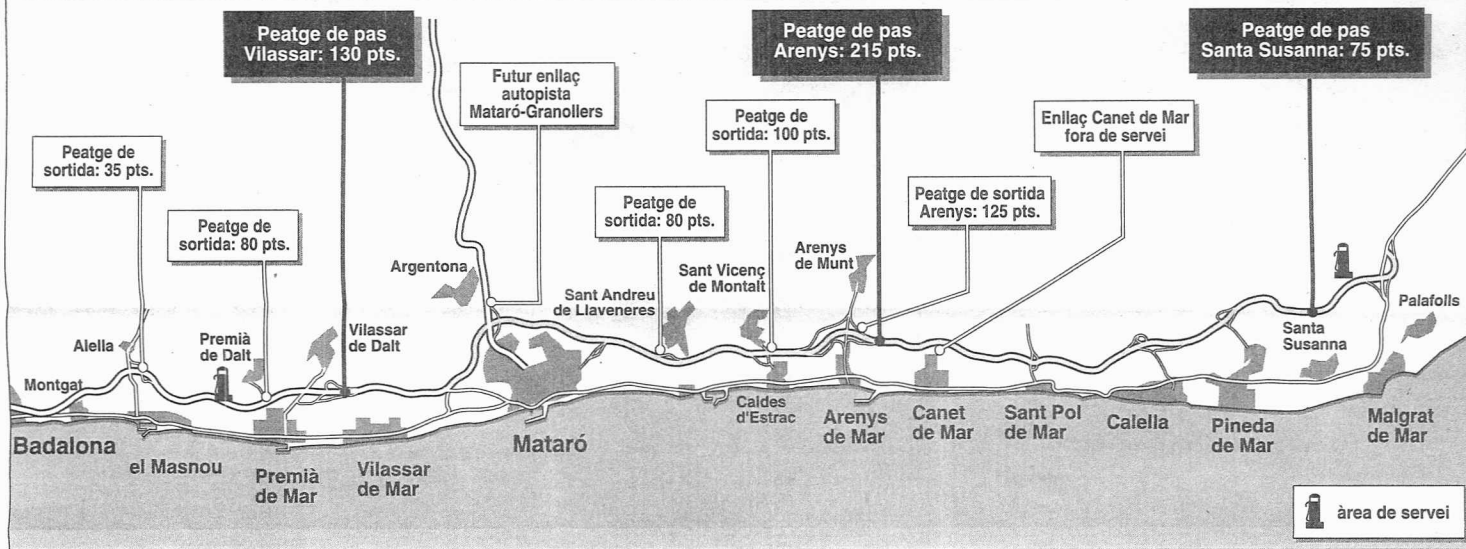 Peatge de pas
Vilassar: 130 pts.
Peatge de pas
Arenys: 215 pts.
Peatge de pas
Santa Susanna: 75 pts.
Futur enllaç
autopista
Mataró-Granollers
Peatge de
sortida: 100 pts.
Enllaç Canet de Mar
fora de servei
Peatge de
sortida: 35 pts.
Peatge de
sortida: 80 pts.
Peatge de
sortida: 80 pts.
Peatge de sortida
Arenys: 125 pts.
Argentona
Sant Andreu
de Llaveneres
Sant Vicenç
de Montalt
Arenys
de Munt
Alella
Premià
de Dalt
Vilassar
de Dalt
Montgat
Santa
Susanna
Palafolls
Badalona
el Masnou
Premià
de Mar
Vilassar
de Mar
Mataró
Caldes
d'Estrac
Arenys
de Mar
Canet
de Mar
Sant Pol
de Mar
Calella
Pineda
de Mar
Malgrat
de Mar
àrea de servei